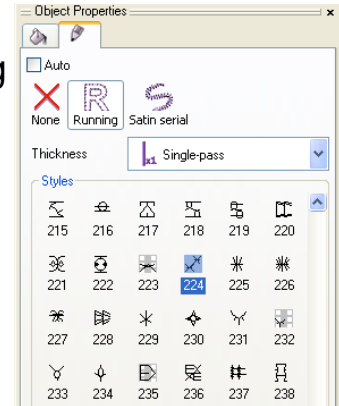 Object Properties x
g
Auto
None Running Satin serial
Thickness x1 Single-pass
Styles
215 216 217 218 219 220
221 222 223 224 225 226
227 228 229 230 231 232
233 234 235 236 237 238